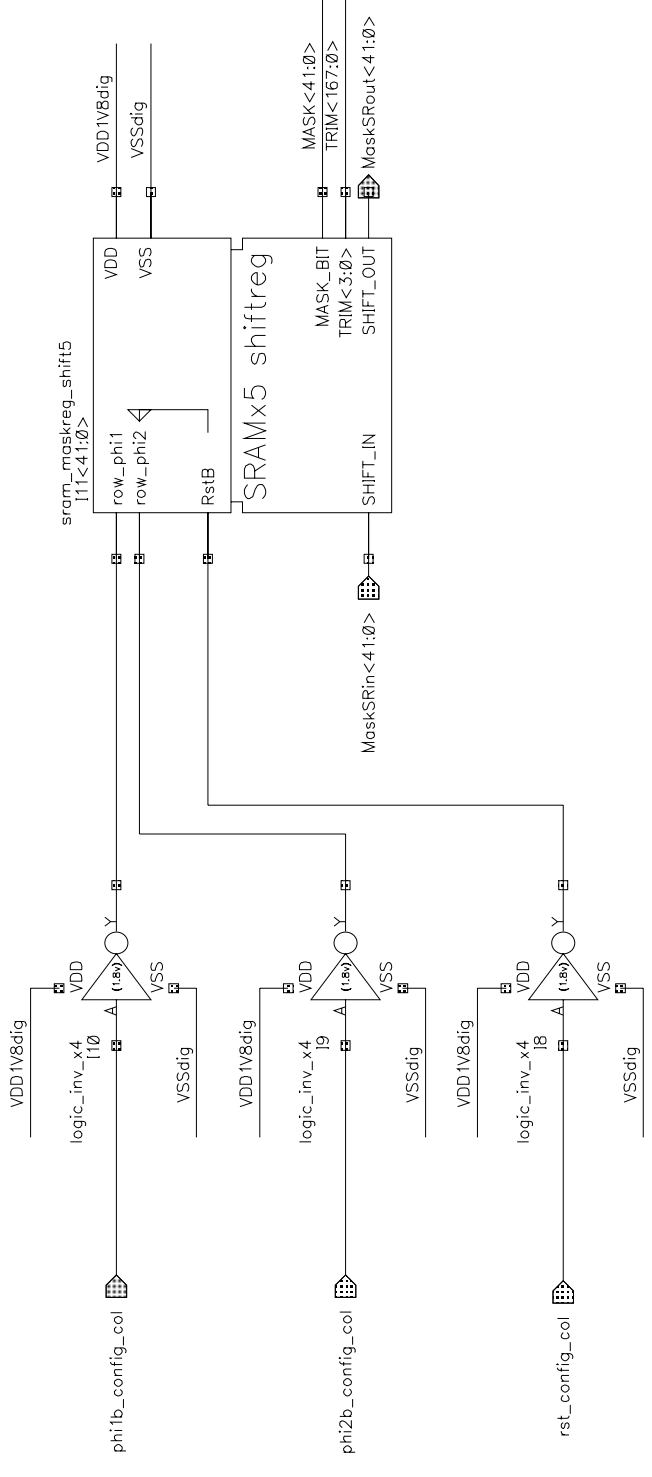 VDD1V8dig
VDD
logic_inv_x4
I10
A
(1.8v)
Y
VSS
VSSdig
phi1b_config_col
VDD1V8dig
VDD
logic_inv_x4
I9
A
(1.8v)
Y
VSS
VSSdig
phi2b_config_col
VDD1V8dig
VDD
logic_inv_x4
I8
A
(1.8v)
Y
VSS
VSSdig
rst_config_col
sram_maskreg_shift5
I11<41:0>
row_phi1
row_phi2
RstB
VDD
VSS
VDD1V8dig
VSSdig
SRAMx5 shiftreg
MASK_BIT
TRIM<3:0>
SHIFT_IN
SHIFT_OUT
MaskSRin<41:0>
MASK<41:0>
TRIM<167:0>
MaskSRout<41:0>